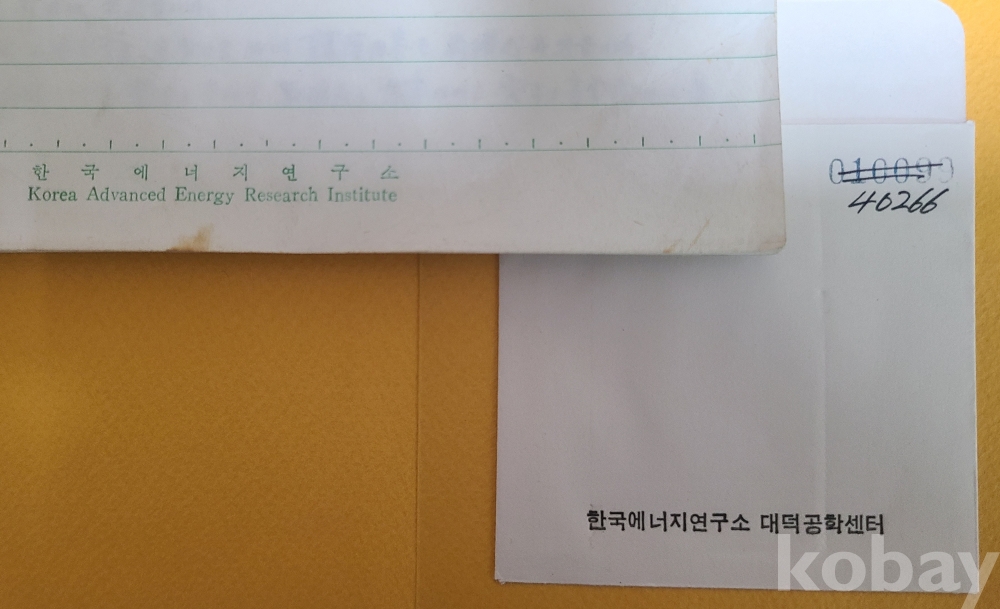 한국에너지연구소
Korea Advanced Energy Research Institute
010099
40266
한국에너지연구소 대덕공학센터
kobay